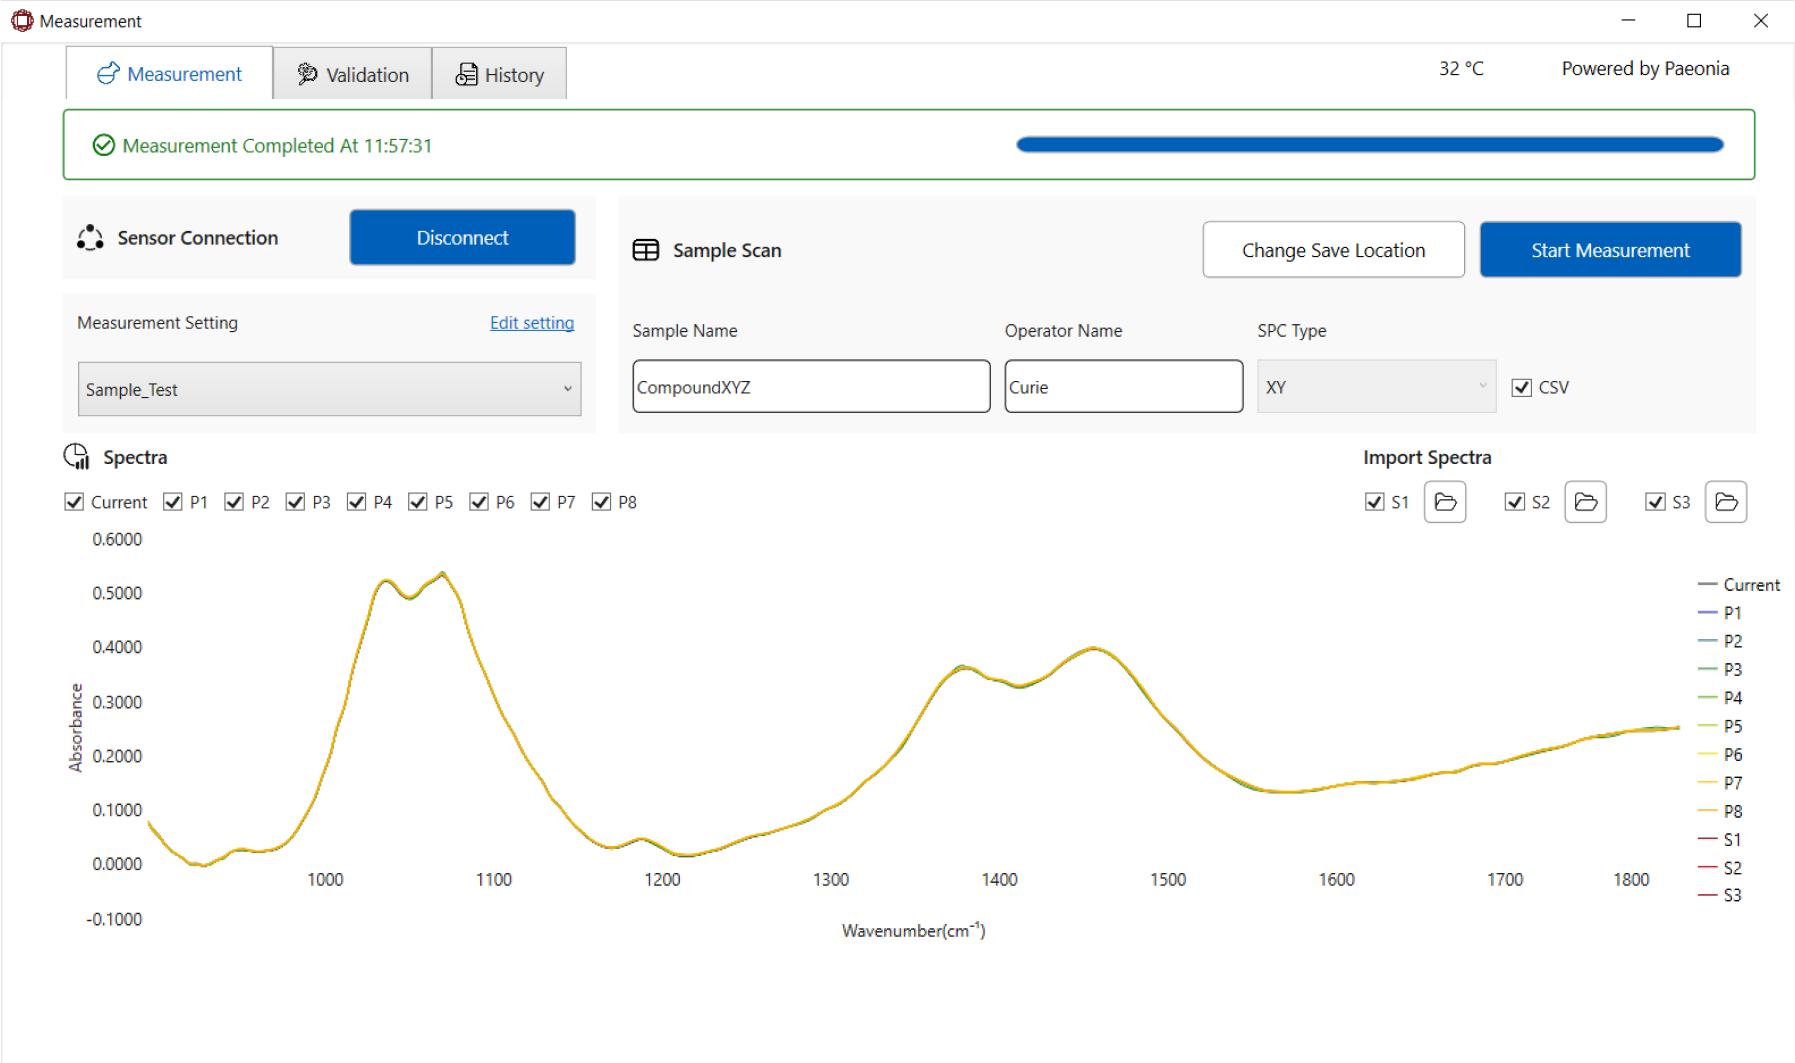 Measurement
Measurement
Validation
History
32 °C
Powered by Paeonia
Measurement Completed At 11:57:31
Sensor Connection
Disconnect
Sample Scan
Change Save Location
Start Measurement
Measurement Setting
Edit setting
Sample_Test
Sample Name
Operator Name
SPC Type
CompoundXYZ
Curie
XY
CSV
Spectra
Import Spectra
Current P1 P2 P3 P4 P5 P6 P7 P8
S1 S2 S3
0.6000
0.5000
0.4000
0.3000
0.2000
0.1000
0.0000
-0.1000
Absorbance
1000 1100 1200 1300 1400 1500 1600 1700 1800
Wavenumber(cm⁻¹)
Current
P1
P2
P3
P4
P5
P6
P7
P8
S1
S2
S3